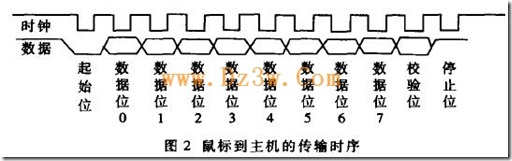 时钟
数据
起始位
数据位0
数据位1
数据位2
数据位3
数据位4
数据位5
数据位6
数据位7
校验位
停止位
www.Dz3w.Com
图2 鼠标到主机的传输时序